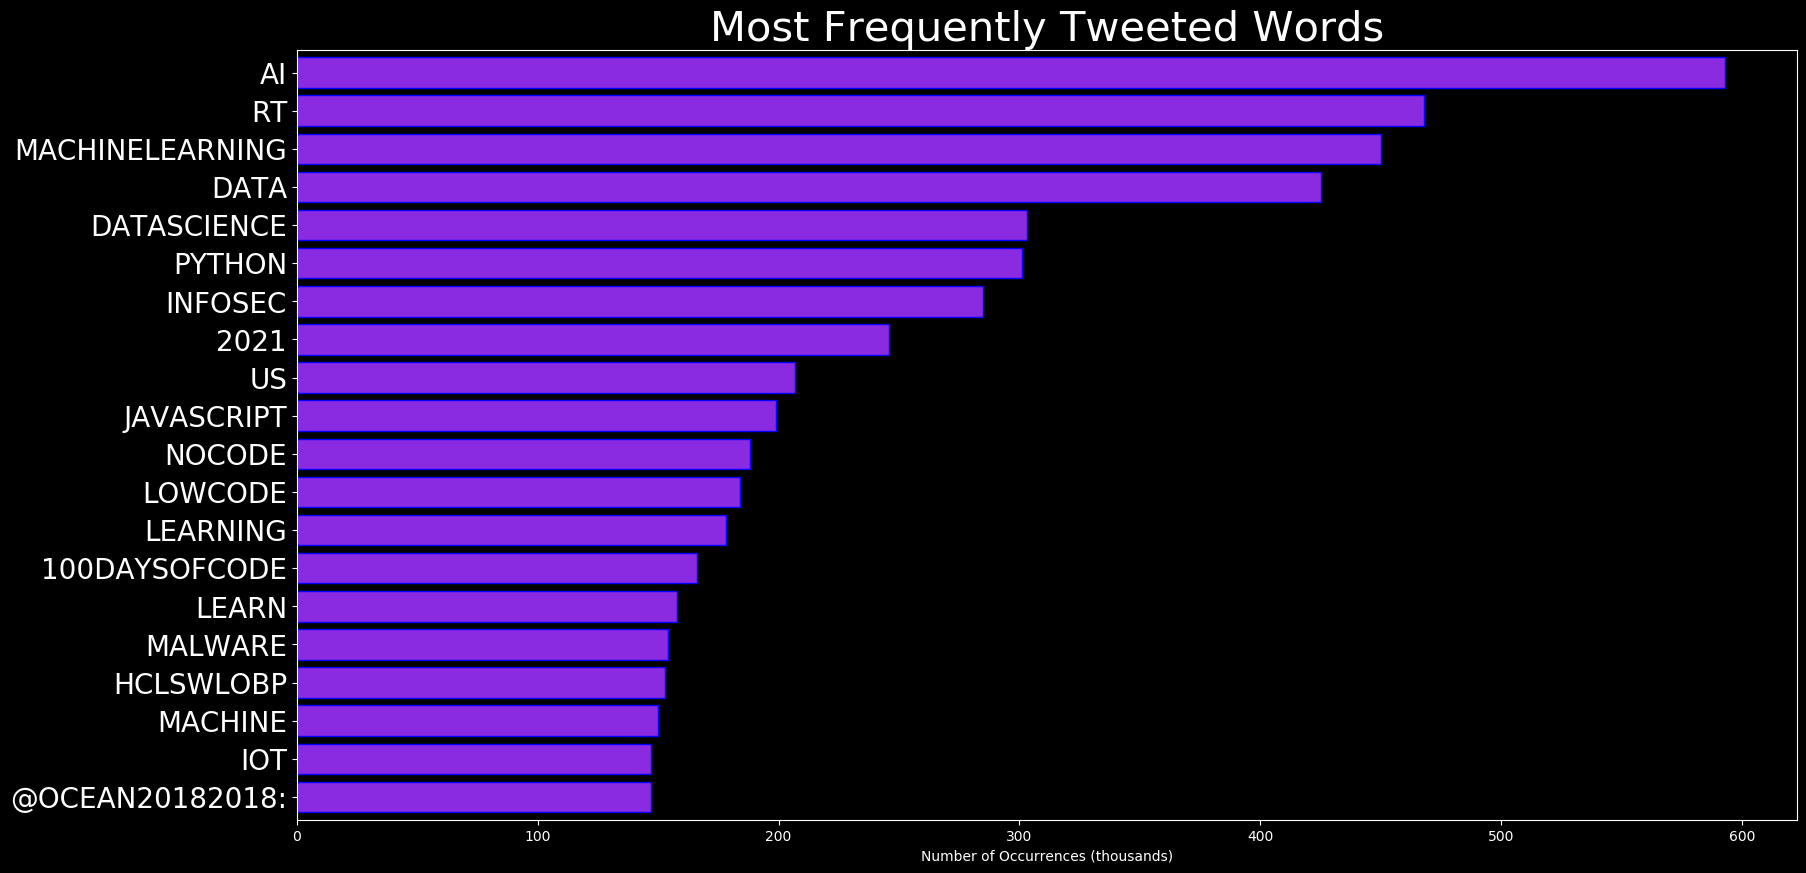 Most Frequently Tweeted Words
AI
RT
MACHINELEARNING
DATA
DATASCIENCE
PYTHON
INFOSEC
2021
US
JAVASCRIPT
NOCODE
LOWCODE
LEARNING
100DAYSOFCODE
LEARN
MALWARE
HCLSWLOBP
MACHINE
IOT
@OCEAN20182018:
0 100 200 300 400 500 600
Number of Occurrences (thousands)